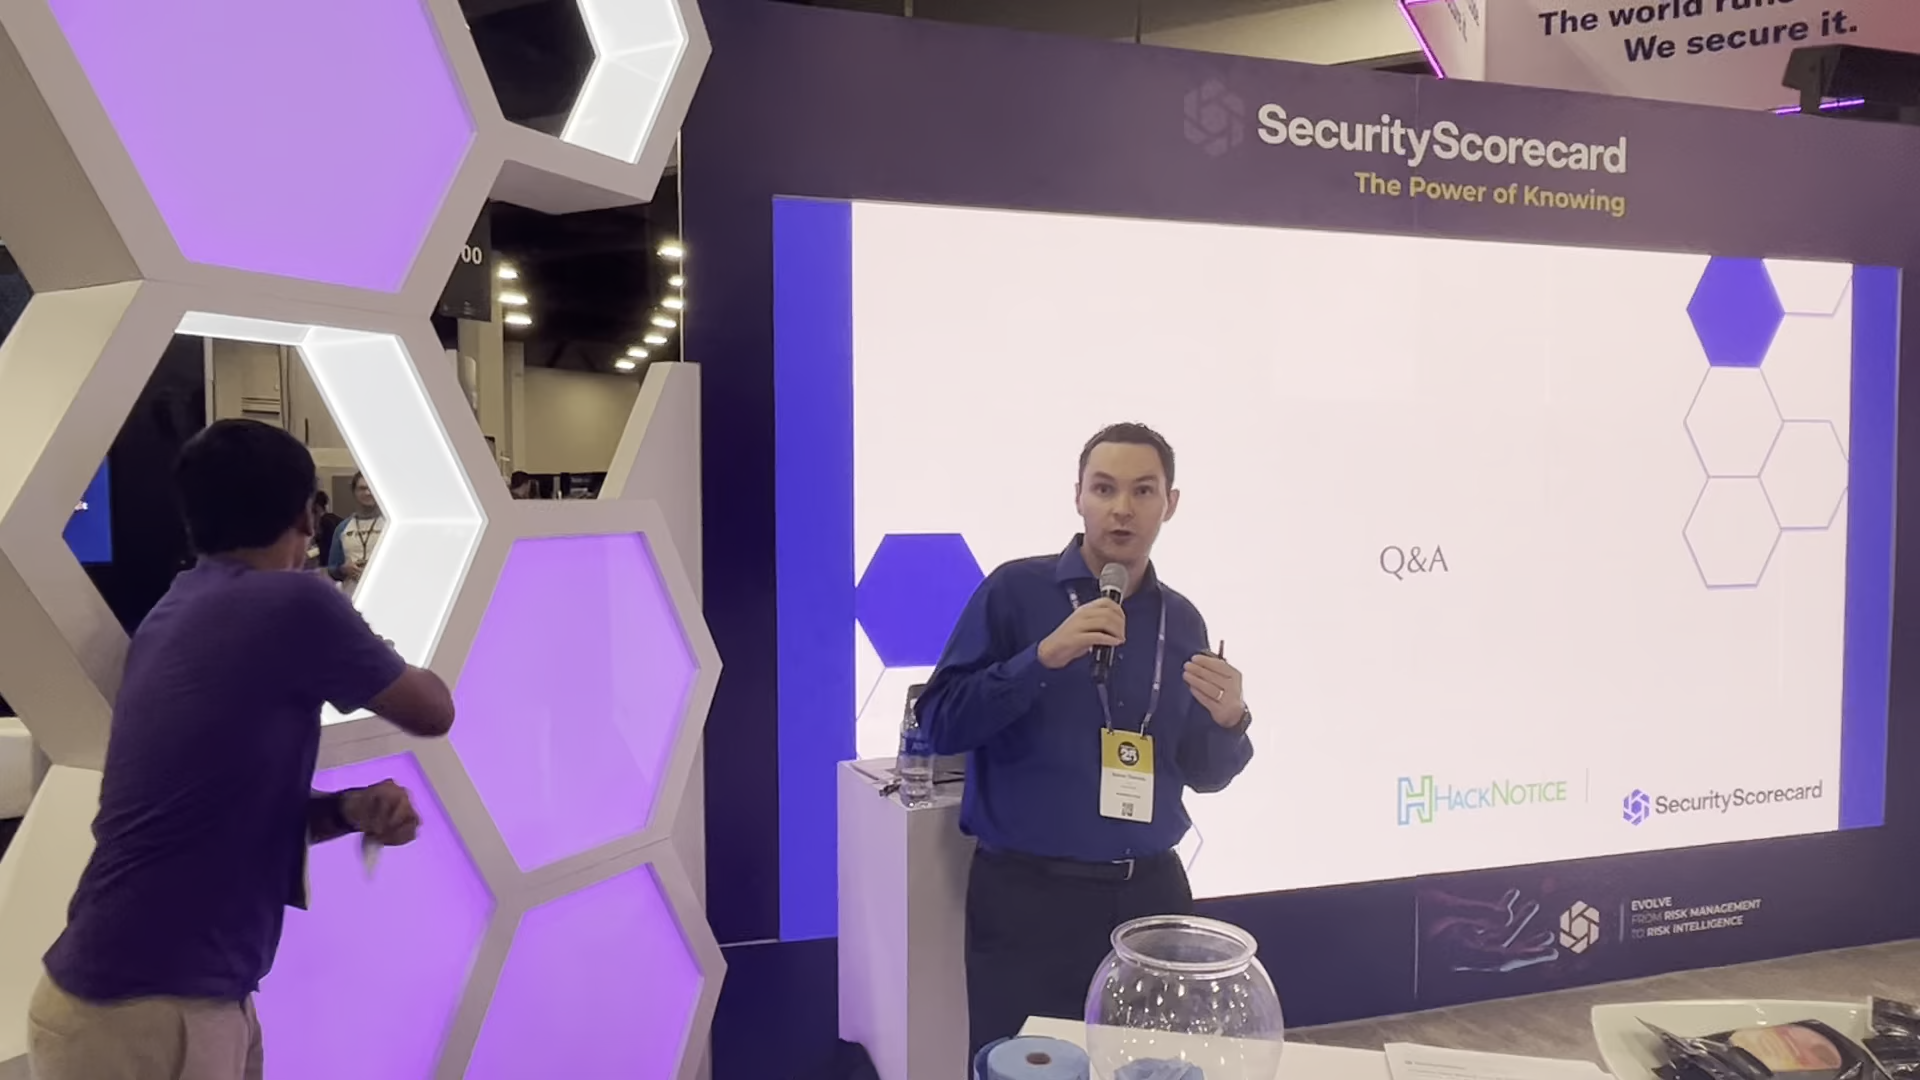 The world
We secure it.
SecurityScorecard
The Power of Knowing
00
Q&A
HACKNOTICE
SecurityScorecard
EVOLVE
FROM RISK MANAGEMENT
TO RISK INTELLIGENCE